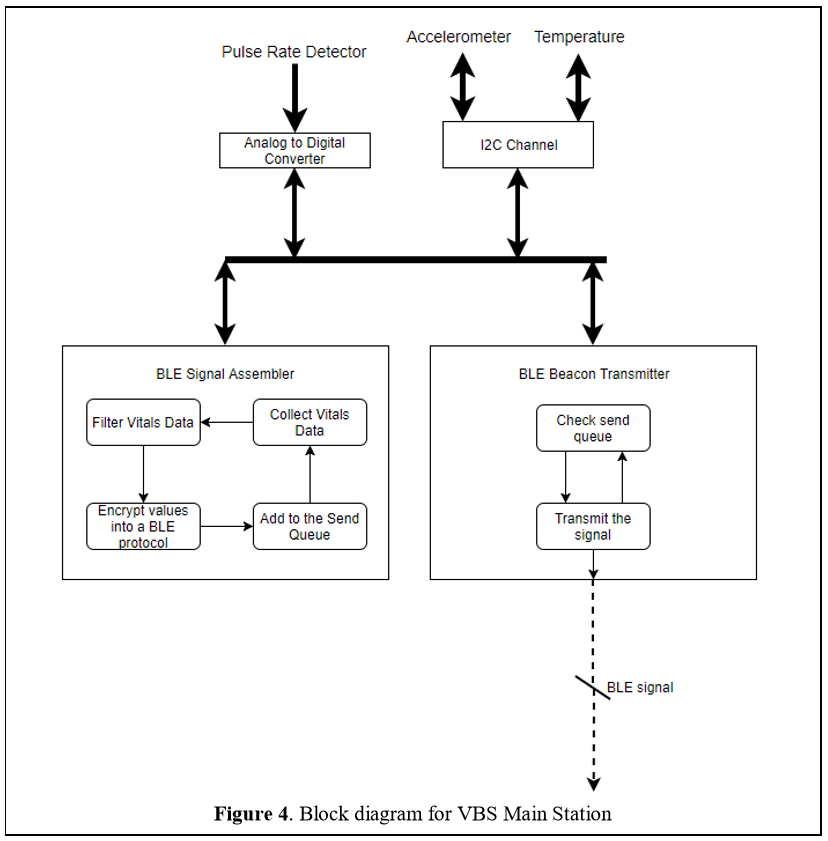 Pulse Rate Detector
Accelerometer
Temperature
Analog to Digital
Converter
I2C Channel
BLE Signal Assembler
Filter Vitals Data
Collect Vitals
Data
Encrypt values
into a BLE
protocol
Add to the Send
Queue
BLE Beacon Transmitter
Check send
queue
Transmit the
signal
BLE signal
Figure 4. Block diagram for VBS Main Station